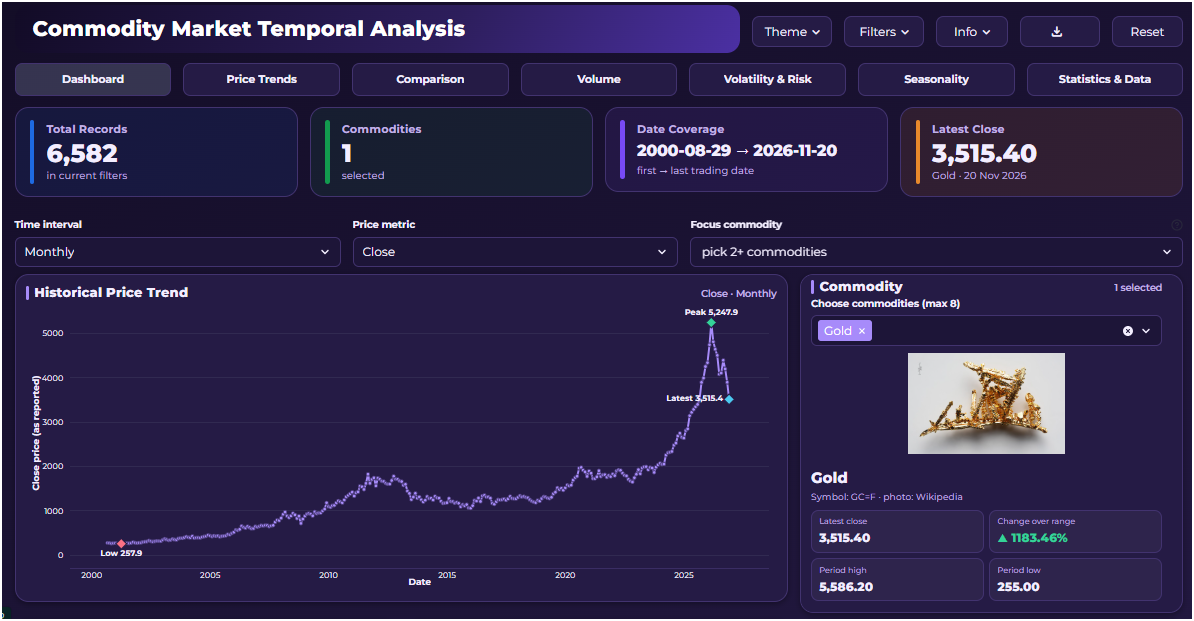 Commodity Market Temporal Analysis
Theme
Filters
Info
Reset
Dashboard
Price Trends
Comparison
Volume
Volatility & Risk
Seasonality
Statistics & Data
Total Records
6,582
in current filters
Commodities
1
selected
Date Coverage
2000-08-29 → 2026-11-20
first → last trading date
Latest Close
3,515.40
Gold · 20 Nov 2026
Time interval
Monthly
Price metric
Close
Focus commodity
pick 2+ commodities
Historical Price Trend
Close · Monthly
Peak 5,247.9
Latest 3,515.4
Low 257.9
Close price (as reported)
5000
4000
3000
2000
1000
0
2000
2005
2010
2015
2020
2025
Date
Commodity
1 selected
Choose commodities (max 8)
Gold ×
Gold
Symbol: GC=F · photo: Wikipedia
Latest close
3,515.40
Change over range
▲ 1183.46%
Period high
5,586.20
Period low
255.00